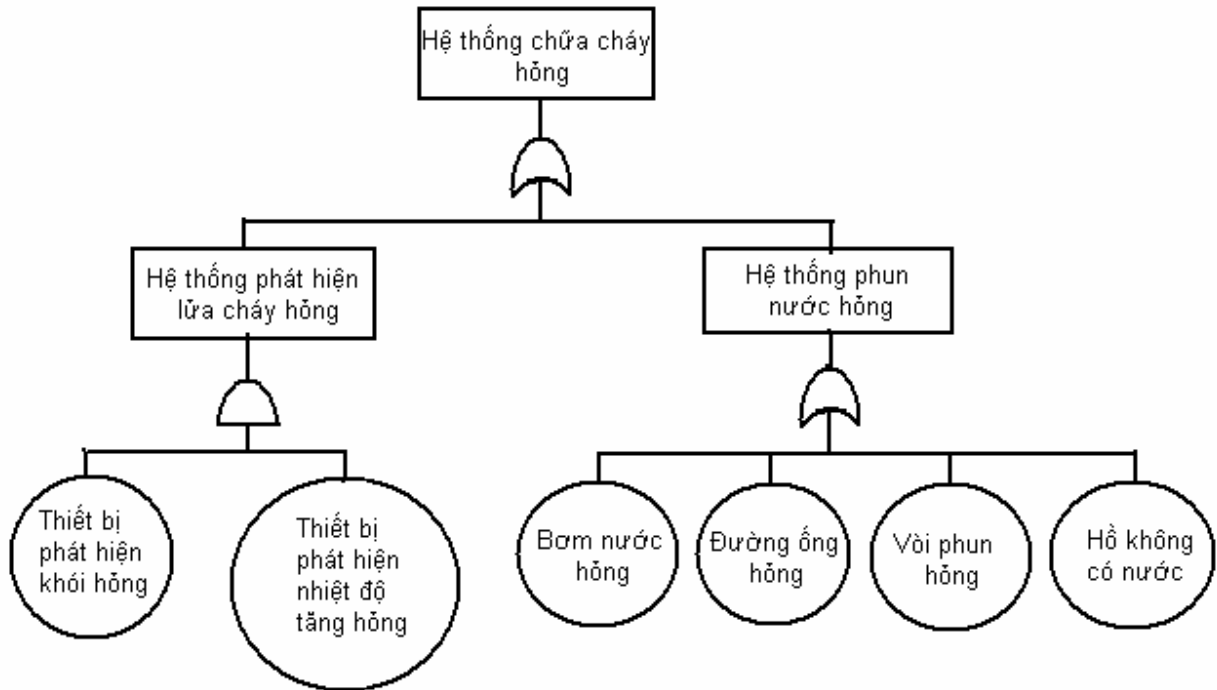 Hệ thống chữa cháy
hỏng
Hệ thống phát hiện
lửa cháy hỏng
Hệ thống phun
nước hỏng
Thiết bị
phát hiện
khói hỏng
Thiết bị
phát hiện
nhiệt độ
tăng hỏng
Bơm nước
hỏng
Đường ống
hỏng
Vòi phun
hỏng
Hồ không
có nước